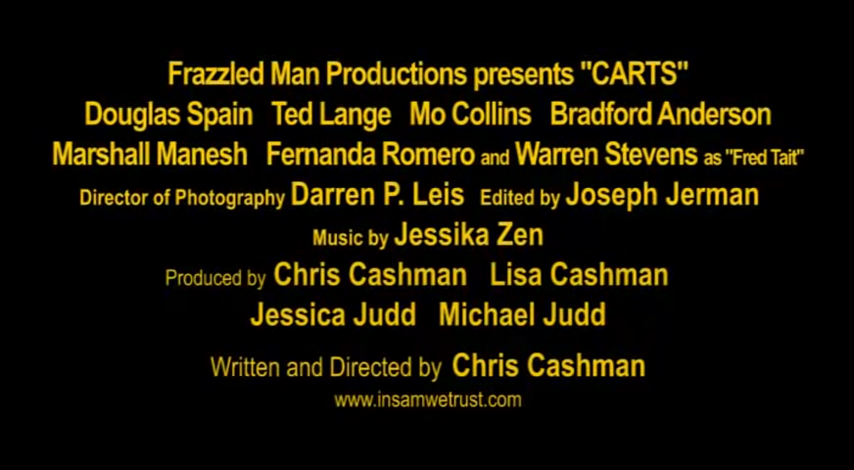 Frazzled Man Productions presents "CARTS"
Douglas Spain Ted Lange Mo Collins Bradford Anderson
Marshall Manesh Fernanda Romero and Warren Stevens as "Fred Tait"
Director of Photography Darren P. Leis Edited by Joseph Jerman
Music by Jessika Zen
Produced by Chris Cashman Lisa Cashman
Jessica Judd Michael Judd
Written and Directed by Chris Cashman
www.insamwetrust.com